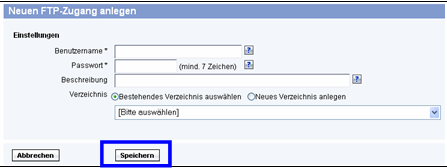 Neuen FTP-Zugang anlegen
Einstellungen
Benutzername *
?
Passwort *
(mind. 7 Zeichen)
?
Beschreibung
?
Verzeichnis
Bestehendes Verzeichnis auswählen
Neues Verzeichnis anlegen
[Bitte auswählen]
Abbrechen
Speichern